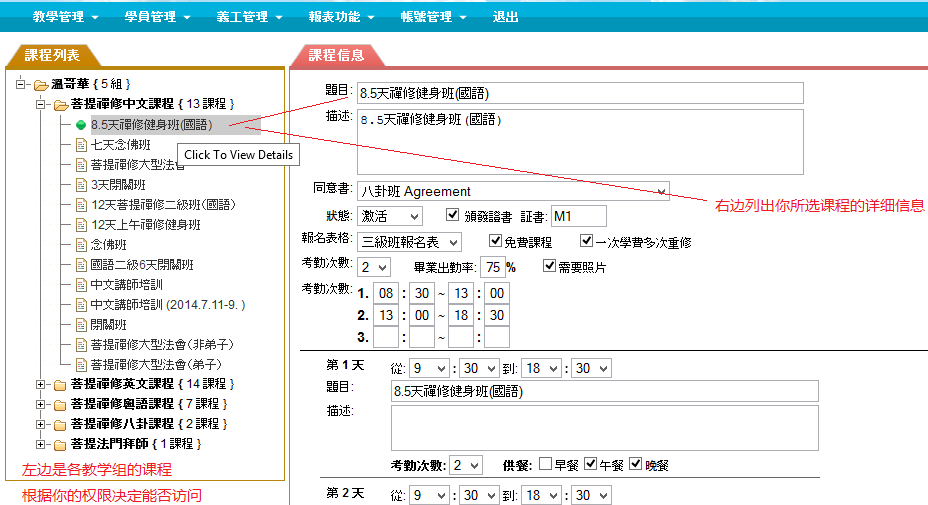 教學管理 學員管理 義工管理 報表功能 帳號管理 退出
課程列表
溫哥華 { 5 組 }
菩提禪修中文課程 { 13 課程 }
8.5天禪修健身班(國語)
七天念佛班
菩提禪修大型法會
Click To View Details
3天閉關班
12天菩提禪修二級班(國語)
12天上午禪修健身班
念佛班
國語二級6天閉關班
中文講師培訓
中文講師培訓 (2014.7.11-9. )
閉關班
菩提禪修大型法會(非弟子)
菩提禪修大型法會(弟子)
菩提禪修英文課程 { 14 課程 }
菩提禪修粵語課程 { 7 課程 }
菩提禪修八卦課程 { 2 課程 }
菩提法門拜師 { 1 課程 }
左边是各教学组的课程
根据你的权限决定能否访问
課程信息
題目: 8.5天禪修健身班(國語)
描述: 8.5天禪修健身班 (國語)
同意書: 八卦班 Agreement
右边列出你所选课程的详细信息
狀態: 激活 頒發證書 証書: M1
報名表格: 三級班報名表 免費課程 一次學費多次重修
考勤次數: 2 畢業出勤率: 75 % 需要照片
考勤次數: 1. 08 : 30 ~ 13 : 00
2. 13 : 00 ~ 18 : 30
3. : ~ :
第 1 天 從: 9 : 30 到: 18 : 30
題目: 8.5天禪修健身班(國語)
描述:
考勤次數: 2 供餐: 早餐 午餐 晚餐
第 2 天 從: 9 : 30 到: 18 : 30